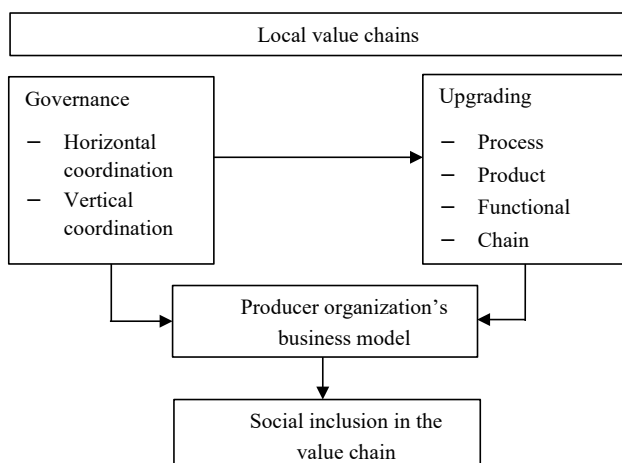 Local value chains
Governance
– Horizontal
coordination
– Vertical
coordination
Upgrading
– Process
– Product
– Functional
– Chain
Producer organization’s
business model
Social inclusion in the
value chain